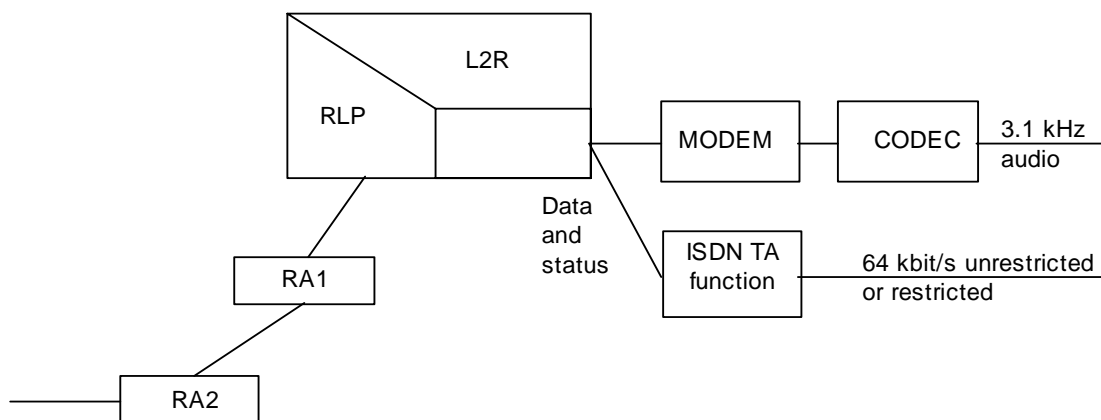 L2R
RLP
MODEM
CODEC
3.1 kHz
audio
Data
and
status
ISDN TA
function
64 kbit/s unrestricted
or restricted
RA1
RA2